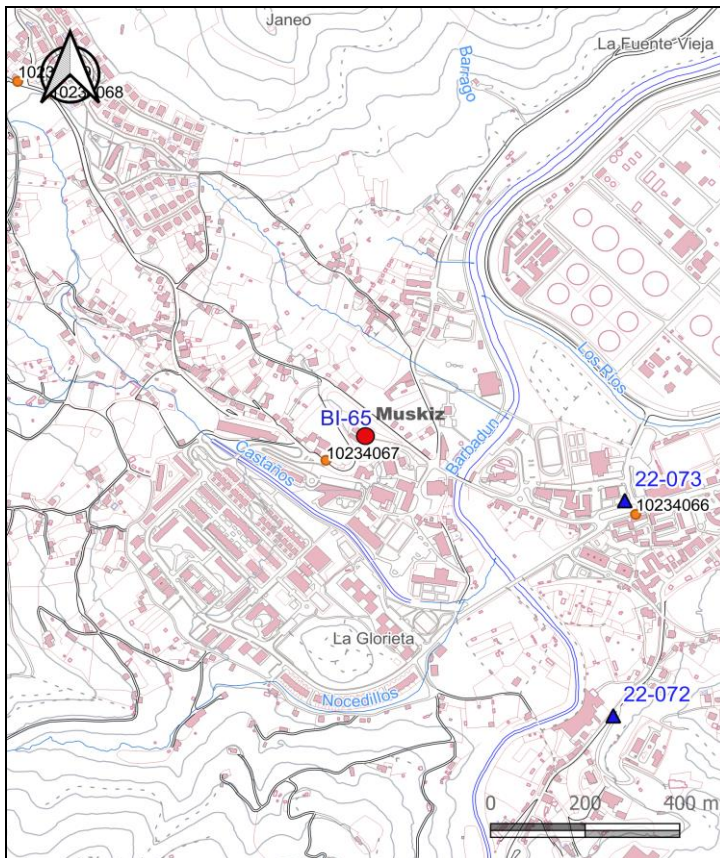 Janeo
La Fuente Vieja
Barrago
10234068
Los Ríos
BI-65
Muskiz
Castaños
10234067
Barbadun
22-073
10234066
La Glorieta
Nocedillos
22-072
0 200 400 m